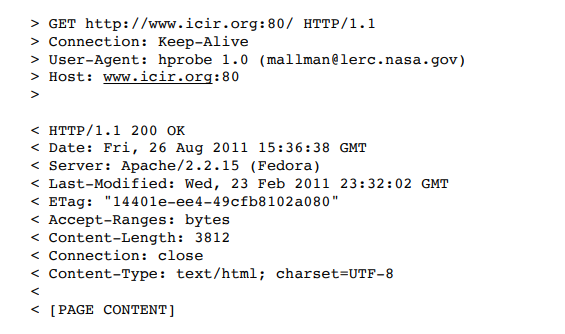 > GET http://www.icir.org:80/ HTTP/1.1
> Connection: Keep-Alive
> User-Agent: hprobe 1.0 (mallman@lerc.nasa.gov)
> Host: www.icir.org:80
>
< HTTP/1.1 200 OK
< Date: Fri, 26 Aug 2011 15:36:38 GMT
< Server: Apache/2.2.15 (Fedora)
< Last-Modified: Wed, 23 Feb 2011 23:32:02 GMT
< ETag: "14401e-ee4-49cfb8102a080"
< Accept-Ranges: bytes
< Content-Length: 3812
< Connection: close
< Content-Type: text/html; charset=UTF-8
<
< [PAGE CONTENT]